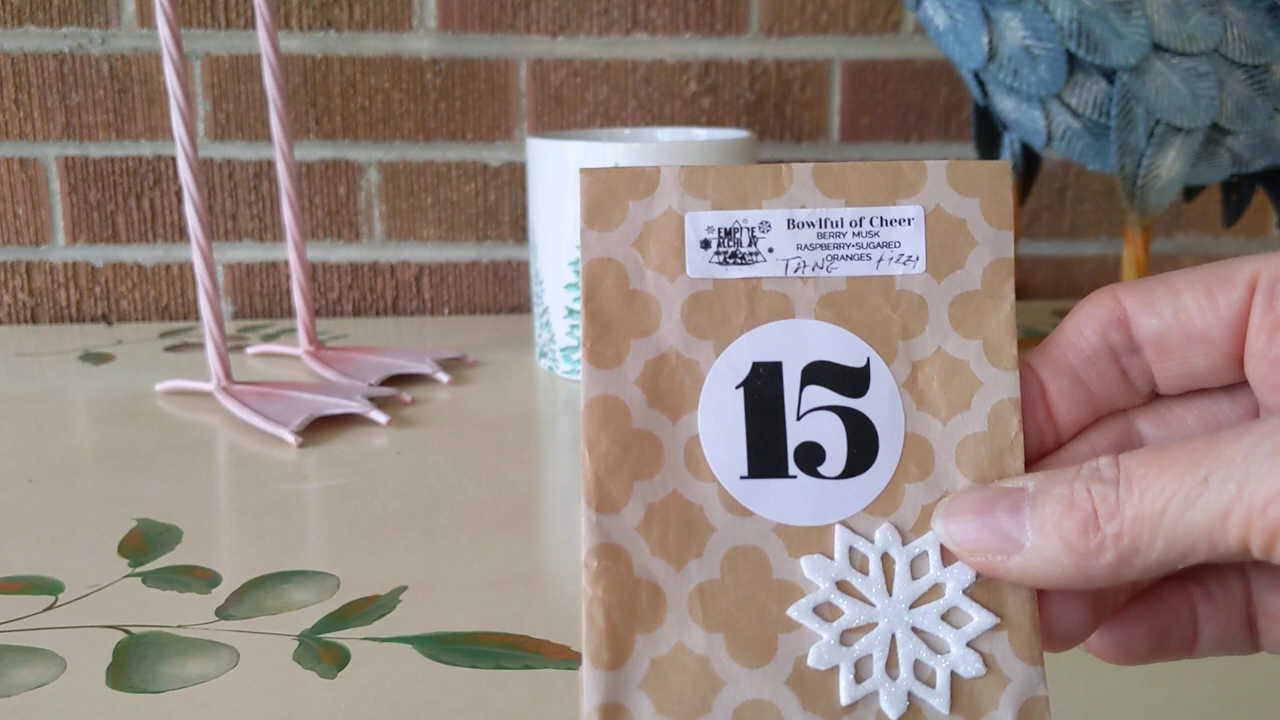 Bowlful of Cheer
BERRY MUSK
RASPBERRY•SUGARED
ORANGES
TANG fizzy
EMPIRE
ALCHEMY
15